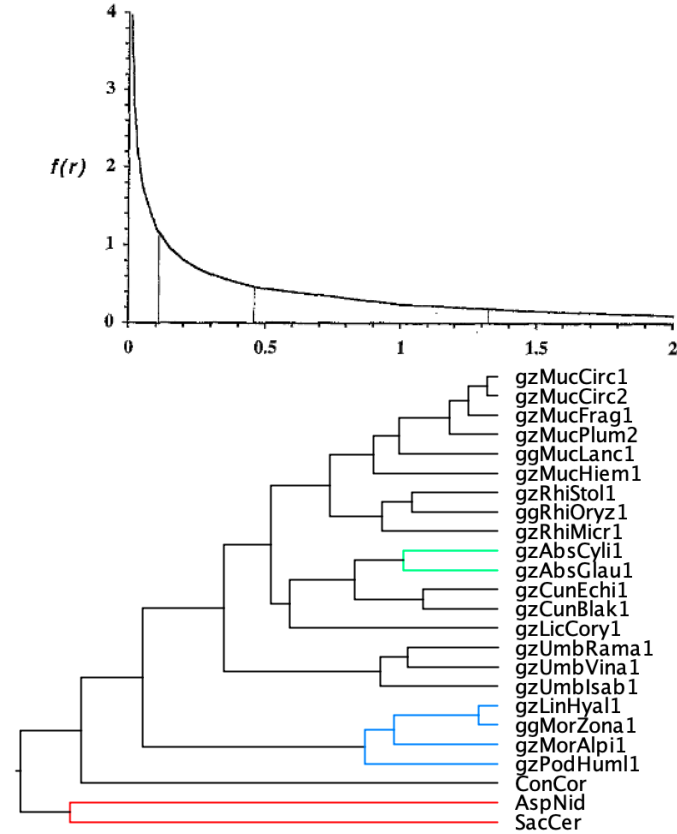 4
3
f(r) 2
1
0
0 0.5 1 1.5 2
gzMucCirc1
gzMucCirc2
gzMucFrag1
gzMucPlum2
ggMucLanc1
gzMucHiem1
gzRhiStol1
ggRhiOryz1
gzRhiMicr1
gzAbsCyli1
gzAbsGlau1
gzCunEchi1
gzCunBlak1
gzLicCory1
gzUmbRama1
gzUmbVina1
gzUmbIsab1
gzLinHyal1
ggMorZona1
gzMorAlpi1
gzPodHuml1
ConCor
AspNid
SacCer